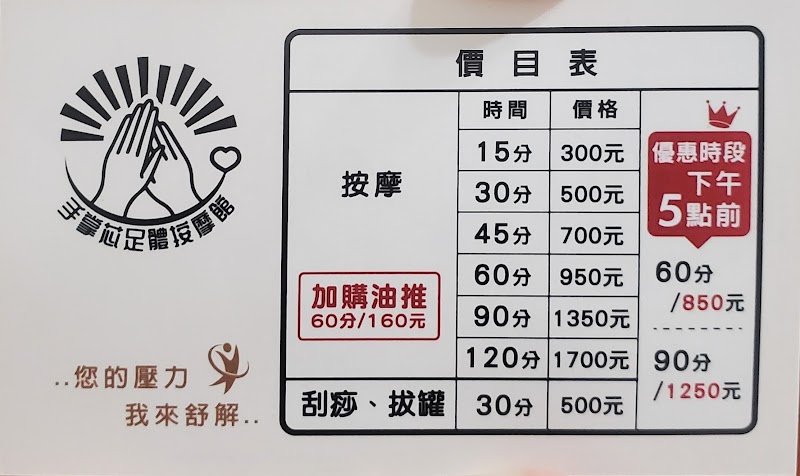 手掌芯足體按摩館
..您的壓力
我來舒解..
價目表
時間 價格
按摩
15分 300元
30分 500元
45分 700元
60分 950元
90分 1350元
120分 1700元
加購油推
60分/160元
刮痧、拔罐 30分 500元
優惠時段
下午
5點前
60分
/850元
90分
/1250元